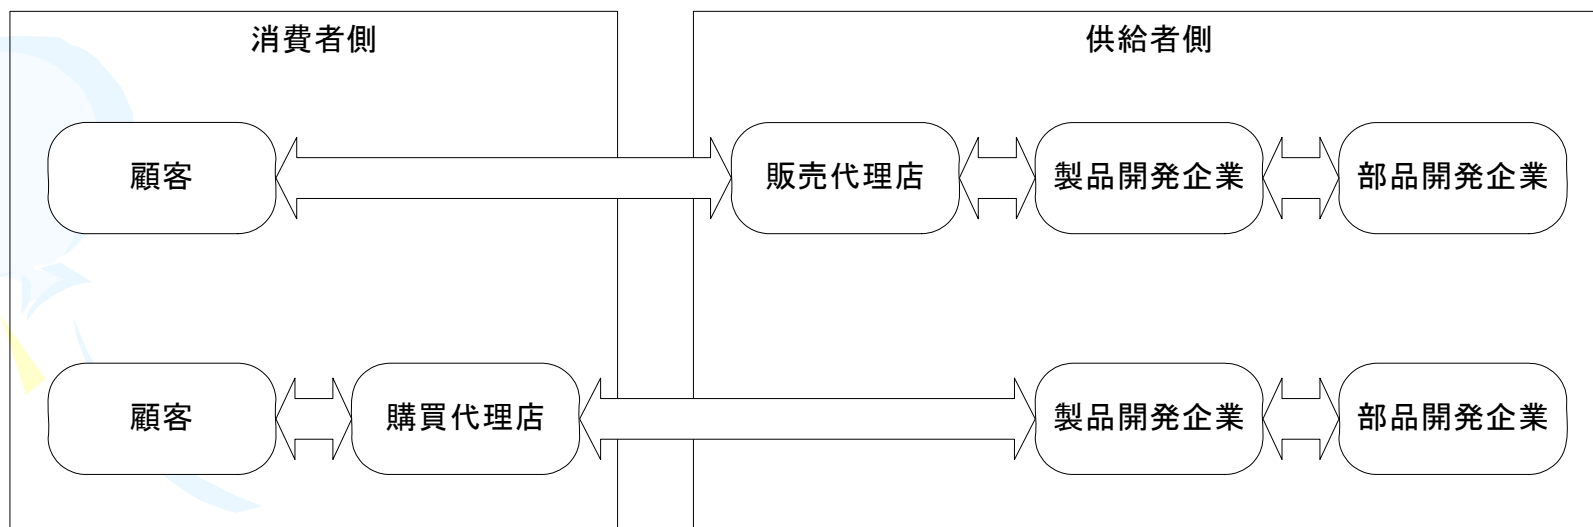 消費者側
供給者側
顧客
販売代理店
製品開発企業
部品開発企業
顧客
購買代理店
製品開発企業
部品開発企業